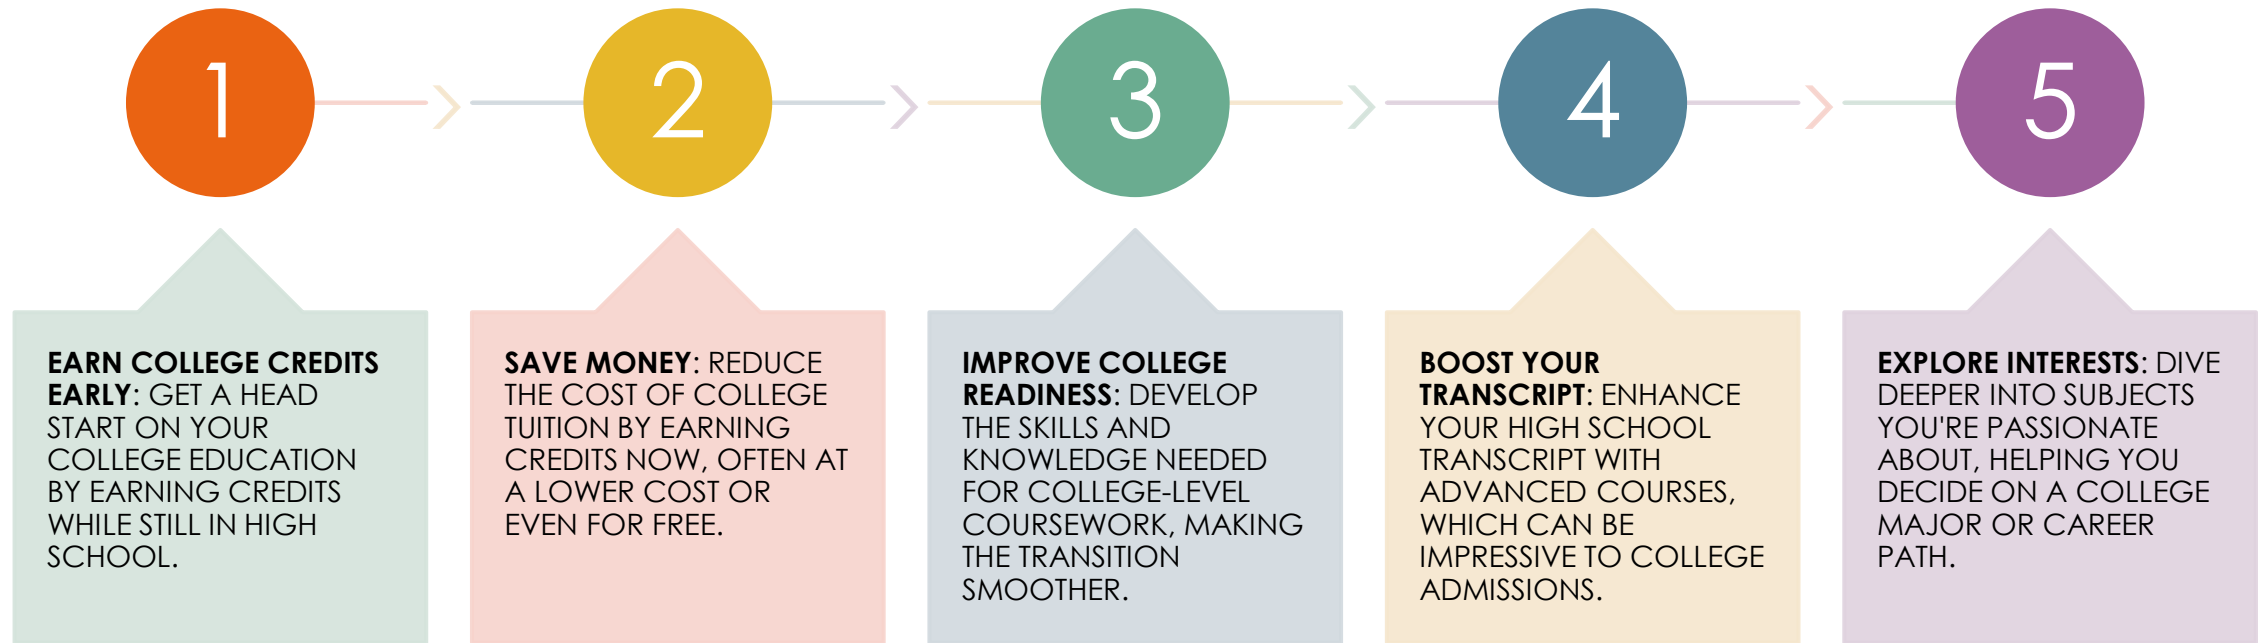 1
2
3
4
5
EARN COLLEGE CREDITS
EARLY: GET A HEAD
START ON YOUR
COLLEGE EDUCATION
BY EARNING CREDITS
WHILE STILL IN HIGH
SCHOOL.
SAVE MONEY: REDUCE
THE COST OF COLLEGE
TUITION BY EARNING
CREDITS NOW, OFTEN AT
A LOWER COST OR
EVEN FOR FREE.
IMPROVE COLLEGE
READINESS: DEVELOP
THE SKILLS AND
KNOWLEDGE NEEDED
FOR COLLEGE-LEVEL
COURSEWORK, MAKING
THE TRANSITION
SMOOTHER.
BOOST YOUR
TRANSCRIPT: ENHANCE
YOUR HIGH SCHOOL
TRANSCRIPT WITH
ADVANCED COURSES,
WHICH CAN BE
IMPRESSIVE TO COLLEGE
ADMISSIONS.
EXPLORE INTERESTS: DIVE
DEEPER INTO SUBJECTS
YOU'RE PASSIONATE
ABOUT, HELPING YOU
DECIDE ON A COLLEGE
MAJOR OR CAREER
PATH.